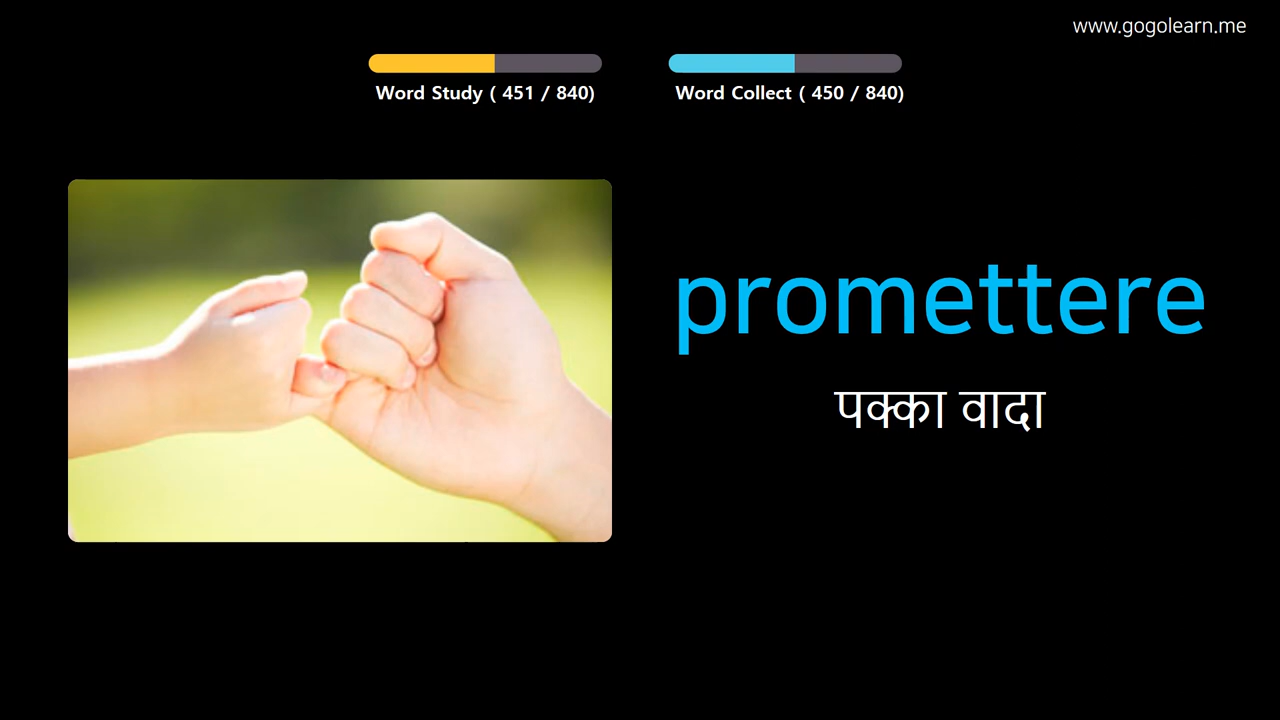 www.gogolearn.me
Word Study ( 451 / 840)
Word Collect ( 450 / 840)
promettere
पक्का वादा